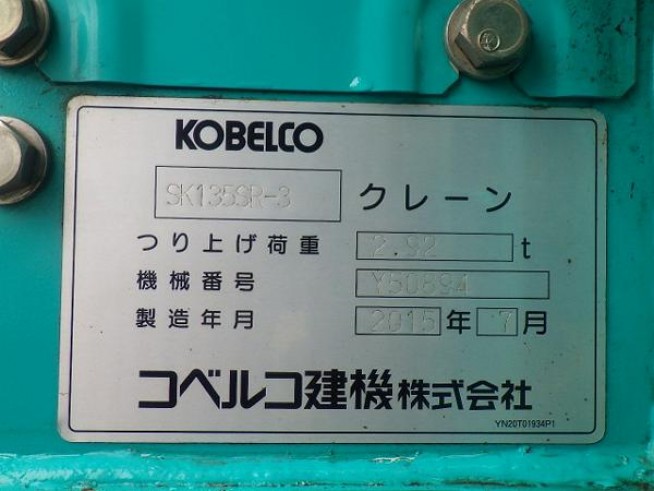 KOBELCO
SK135SR-3 クレーン
つり上げ荷重 2.92 t
機械番号 Y50894
製造年月 2015 年 7 月
コベルコ建機株式会社
YN20T01934P1